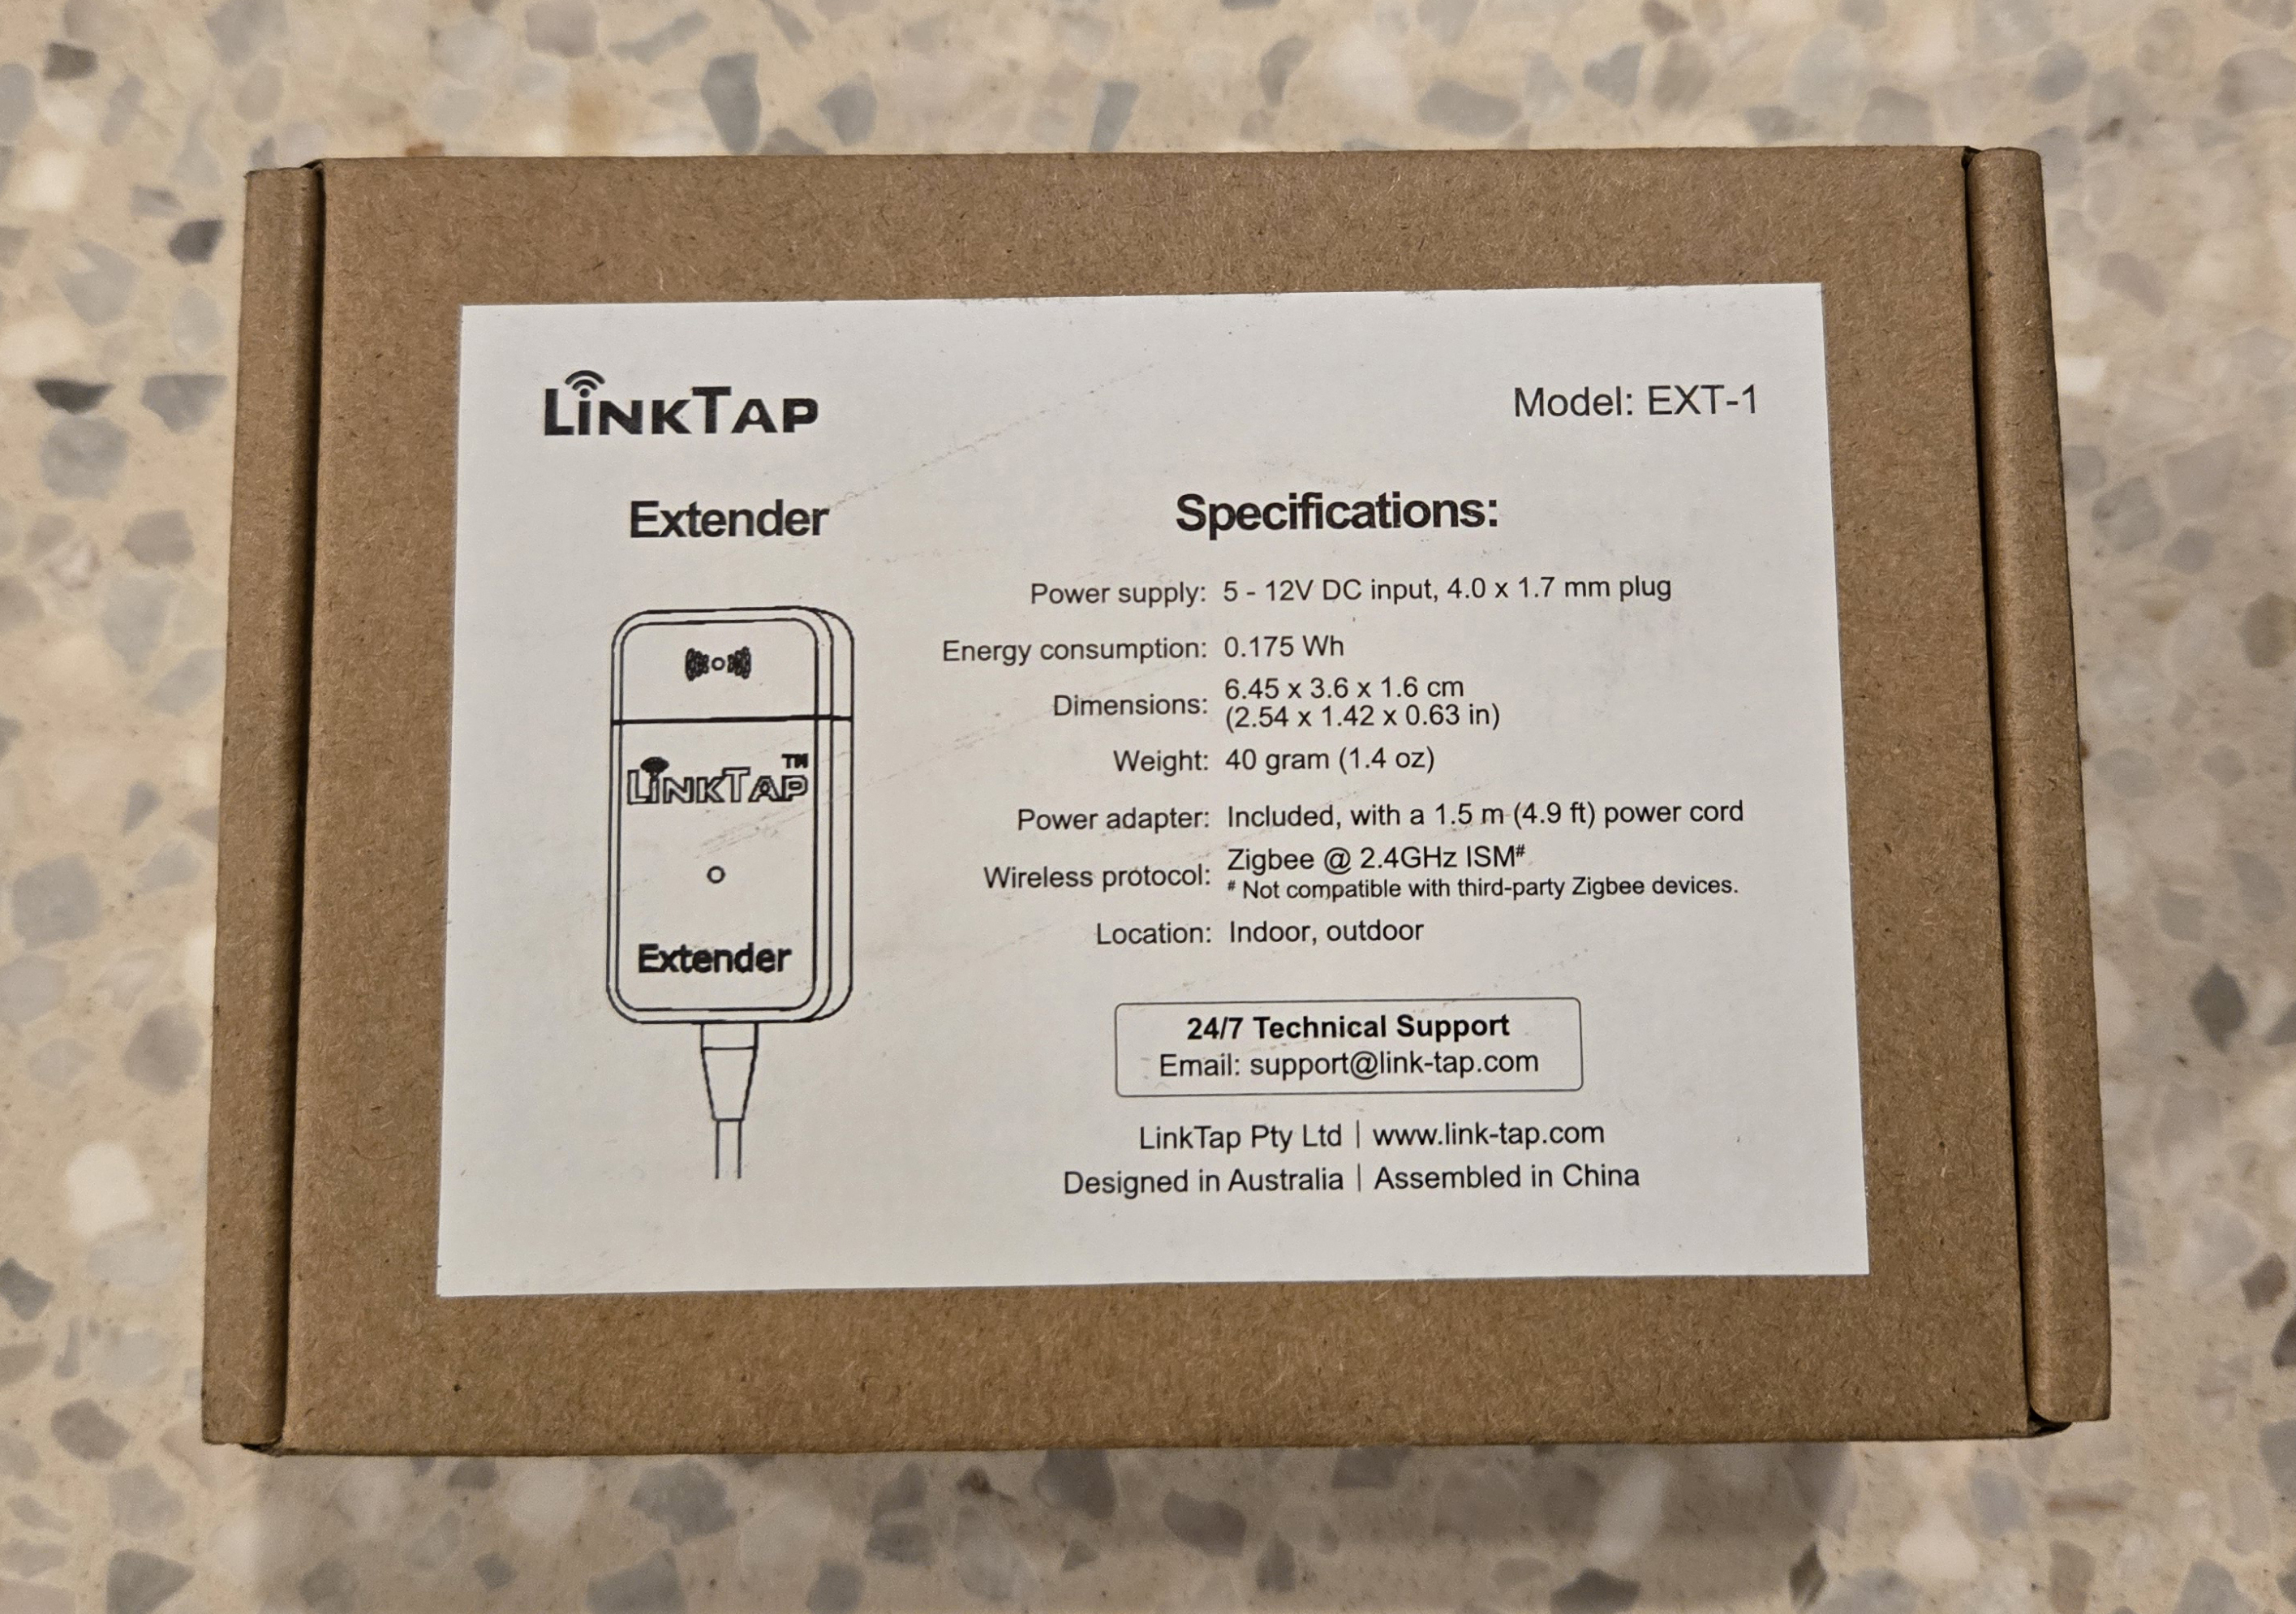 LINKTAP
Model: EXT-1
Extender
LINKTAP™
Extender
Specifications:
Power supply: 5 - 12V DC input, 4.0 x 1.7 mm plug
Energy consumption: 0.175 Wh
Dimensions: 6.45 x 3.6 x 1.6 cm
(2.54 x 1.42 x 0.63 in)
Weight: 40 gram (1.4 oz)
Power adapter: Included, with a 1.5 m (4.9 ft) power cord
Wireless protocol: Zigbee @ 2.4GHz ISM#
# Not compatible with third-party Zigbee devices.
Location: Indoor, outdoor
24/7 Technical Support
Email: support@link-tap.com
LinkTap Pty Ltd | www.link-tap.com
Designed in Australia | Assembled in China